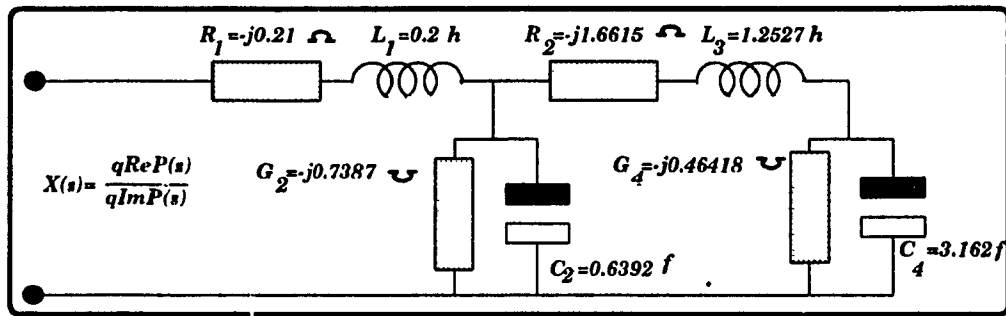 R1=-j0.21 Ω L1=0.2 h R2=-j1.6615 Ω L3=1.2527 h
X(s)= qReP(s) / qImP(s)
G2=-j0.7387 ℧
G4=-j0.46418 ℧
C2=0.6392 f
C4=3.162 f